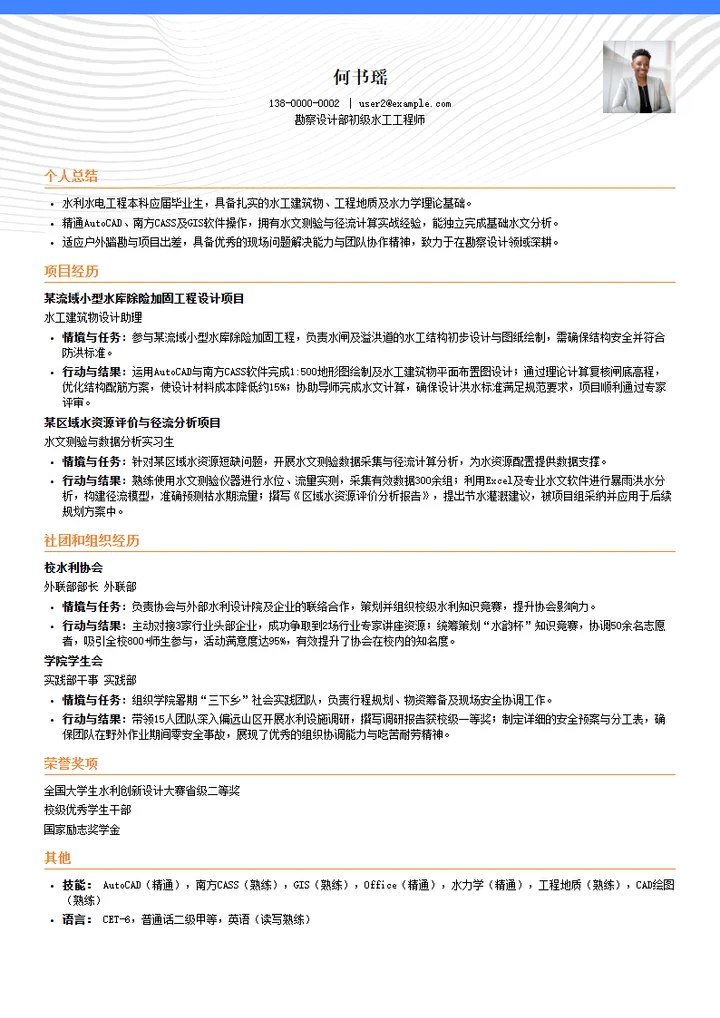 何书瑶
138-0000-0002 | user2@example.com
勘察设计部初级水工工程师
个人总结
• 水利水电工程本科应届毕业生，具备扎实的水工建筑物、工程地质及水力学理论基础。
• 精通AutoCAD、南方CASS及GIS软件操作，拥有水文测验与径流计算实战经验，能独立完成基础水文分析。
• 适应户外踏勘与项目出差，具备优秀的现场问题解决能力与团队协作精神，致力于在勘察设计领域深耕。
项目经历
某流域小型水库除险加固工程设计项目
水工建筑物设计助理
• 情境与任务：参与某流域小型水库除险加固工程，负责水闸及溢洪道的水工结构初步设计与图纸绘制，需确保结构安全并符合
防洪标准。
• 行动与结果：运用AutoCAD与南方CASS软件完成1:500地形图绘制及水工建筑物平面布置图设计；通过理论计算复核闸底高程，
优化结构配筋方案，使设计材料成本降低约15%；协助导师完成水文计算，确保设计洪水标准满足规范要求，项目顺利通过专家
评审。
某区域水资源评价与径流分析项目
水文测验与数据分析实习生
• 情境与任务：针对某区域水资源短缺问题，开展水文测验数据采集与径流计算分析，为水资源配置提供数据支撑。
• 行动与结果：熟练使用水文测验仪器进行水位、流量实测，采集有效数据300余组；利用Excel及专业水文软件进行暴雨洪水分
析，构建径流模型，准确预测枯水期流量；撰写《区域水资源评价分析报告》，提出节水灌溉建议，被项目组采纳并应用于后续
规划方案中。
社团和组织经历
校水利协会
外联部部长 外联部
• 情境与任务：负责协会与外部水利设计院及企业的联络合作，策划并组织校级水利知识竞赛，提升协会影响力。
• 行动与结果：主动对接3家行业头部企业，成功争取到2场行业专家讲座资源；统筹策划“水韵杯”知识竞赛，协调50余名志愿
者，吸引全校800+师生参与，活动满意度达95%，有效提升了协会在校内的知名度。
学院学生会
实践部干事 实践部
• 情境与任务：组织学院暑期“三下乡”社会实践团队，负责行程规划、物资筹备及现场安全协调工作。
• 行动与结果：带领15人团队深入偏远山区开展水利设施调研，撰写调研报告获校级一等奖；制定详细的安全预案与分工表，确
保团队在野外作业期间零安全事故，展现了优秀的组织协调能力与吃苦耐劳精神。
荣誉奖项
全国大学生水利创新设计大赛省级二等奖
校级优秀学生干部
国家励志奖学金
其他
• 技能： AutoCAD（精通），南方CASS（熟练），GIS（熟练），Office（精通），水力学（精通），工程地质（熟练），CAD绘图
（熟练）
• 语言： CET-6，普通话二级甲等，英语（读写熟练）